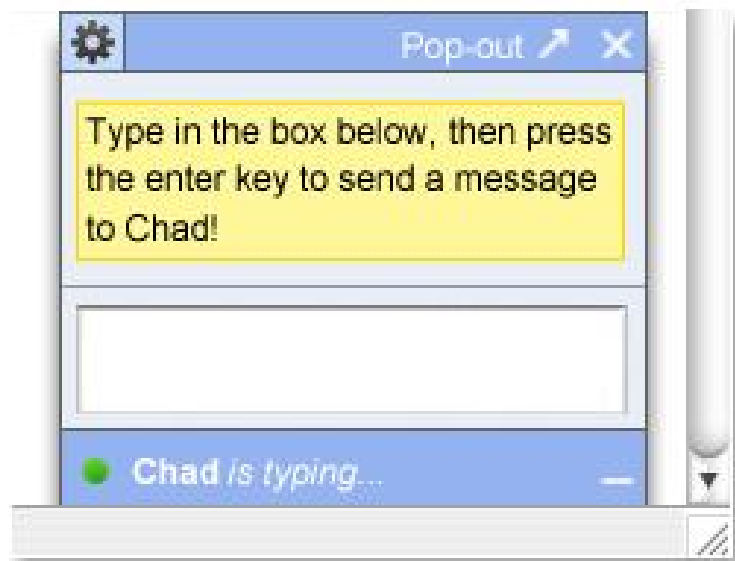 Pop-out
Type in the box below, then press
the enter key to send a message
to Chad!
Chad is typing...